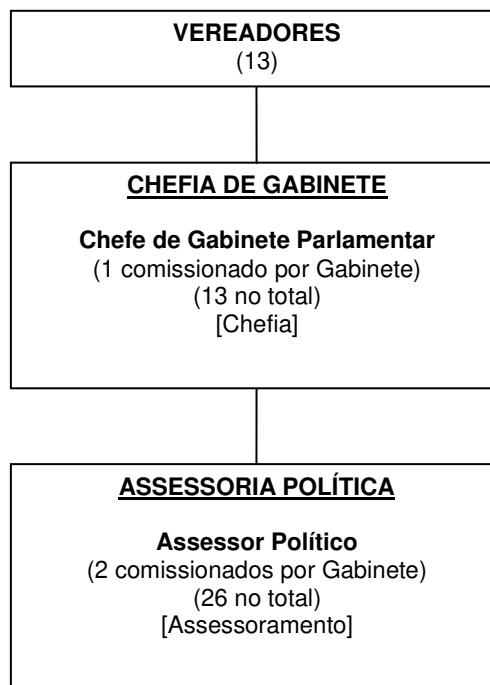 VEREADORES
(13)
CHEFIA DE GABINETE
Chefe de Gabinete Parlamentar
(1 comissionado por Gabinete)
(13 no total)
[Chefia]
ASSESSORIA POLÍTICA
Assessor Político
(2 comissionados por Gabinete)
(26 no total)
[Assessoramento]